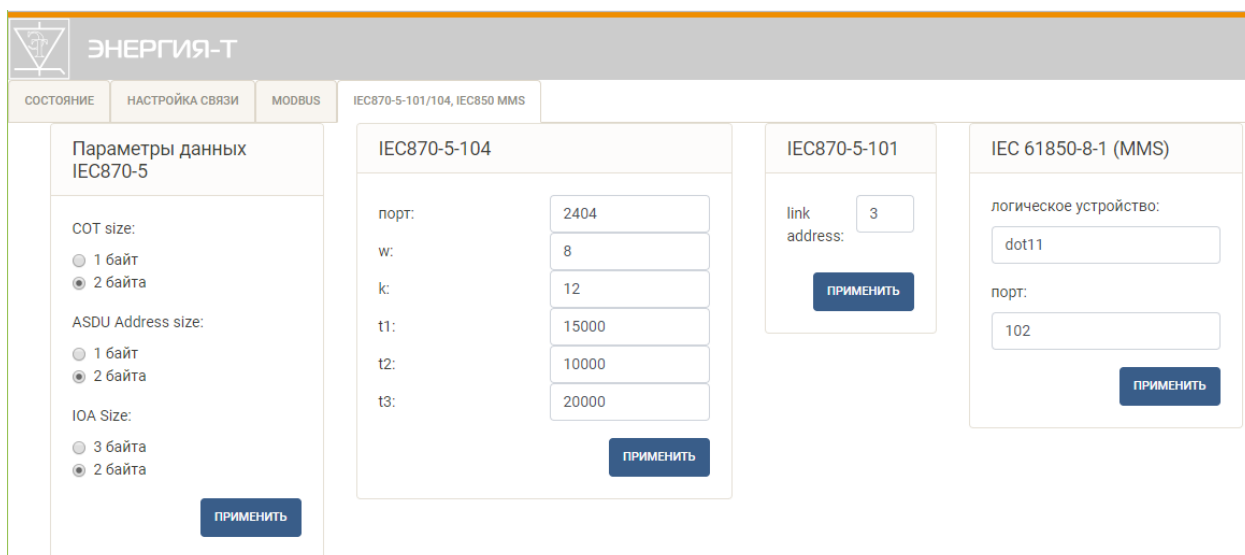 ЭТ
ЭНЕРГИЯ-Т
СОСТОЯНИЕ
НАСТРОЙКА СВЯЗИ
MODBUS
IEC870-5-101/104, IEC850 MMS
Параметры данных
IEC870-5
COT size:
1 байт
2 байта
ASDU Address size:
1 байт
2 байта
IOA Size:
3 байта
2 байта
ПРИМЕНИТЬ
IEC870-5-104
порт: 2404
w: 8
k: 12
t1: 15000
t2: 10000
t3: 20000
ПРИМЕНИТЬ
IEC870-5-101
link 3
address:
ПРИМЕНИТЬ
IEC 61850-8-1 (MMS)
логическое устройство:
dot11
порт:
102
ПРИМЕНИТЬ